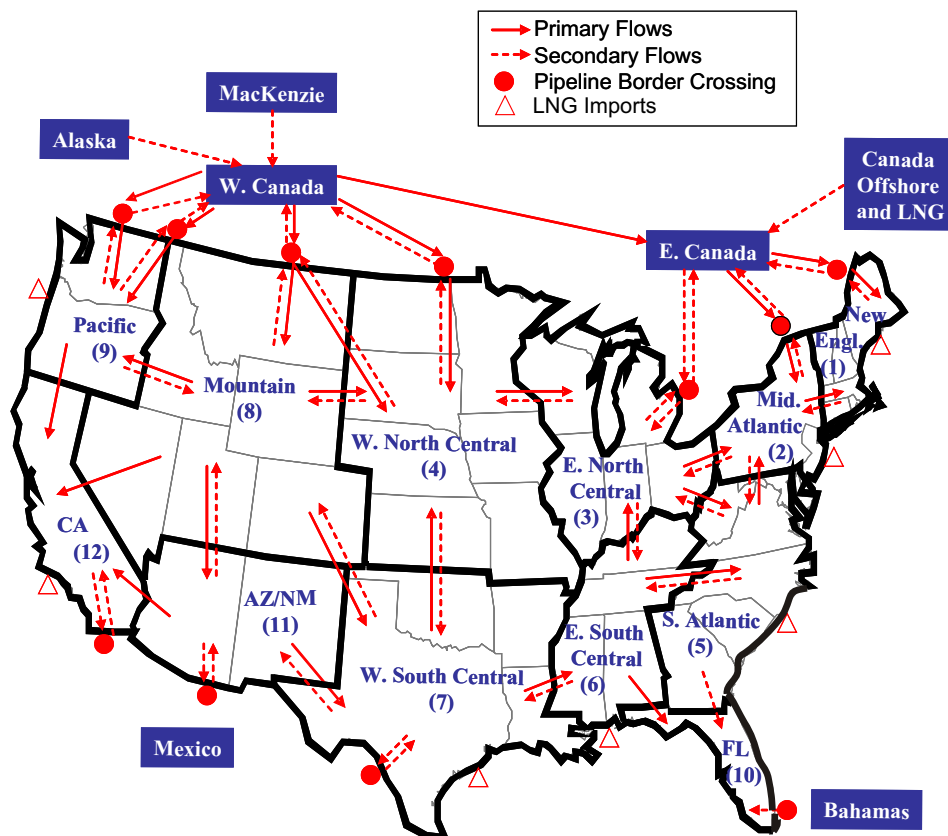 Primary Flows
Secondary Flows
Pipeline Border Crossing
LNG Imports
MacKenzie
Alaska
W. Canada
Canada
Offshore
and LNG
E. Canada
New
Engl.
(1)
Pacific
(9)
Mountain
(8)
Mid.
Atlantic
(2)
W. North Central
(4)
E. North
Central
(3)
CA
(12)
AZ/NM
(11)
E. South
Central
(6)
S. Atlantic
(5)
W. South Central
(7)
Mexico
FL
(10)
Bahamas